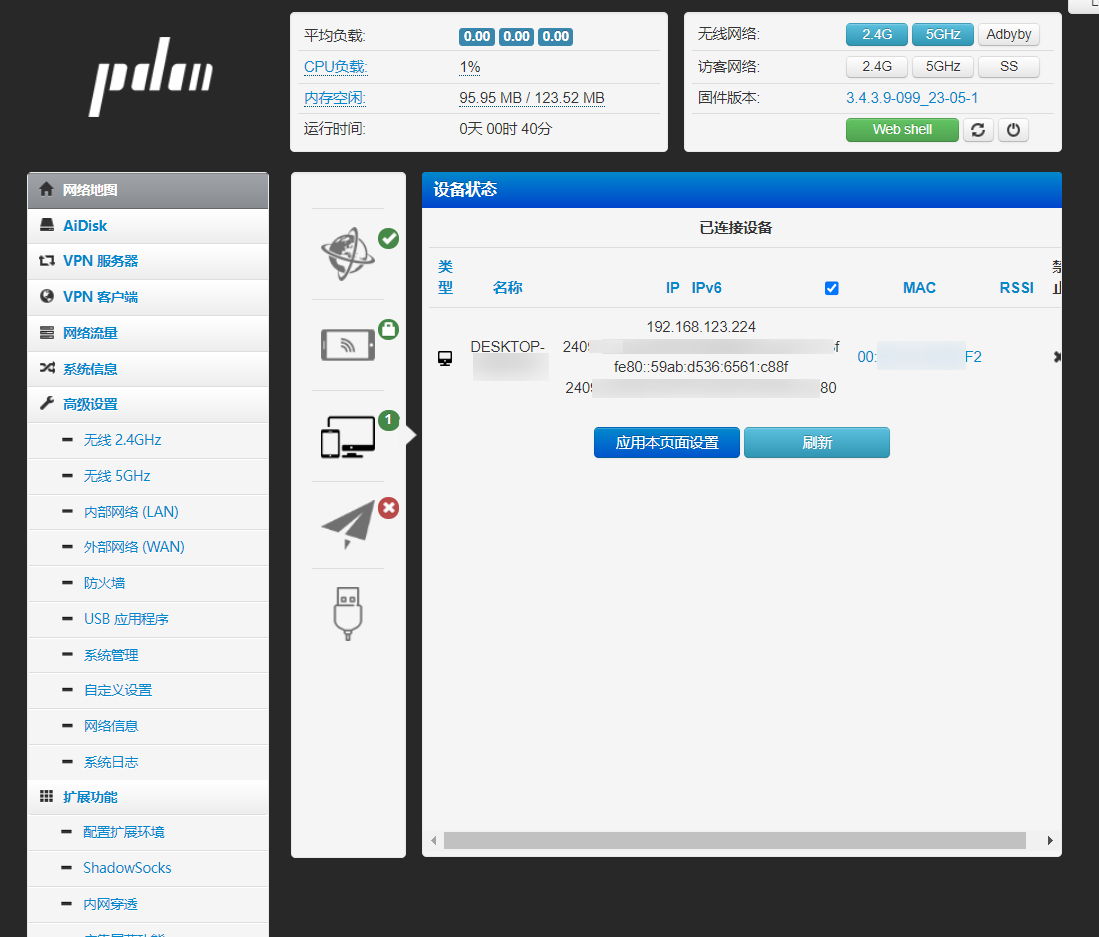 pdcn
平均负载:
0.00 0.00 0.00
CPU负载:
1%
内存空闲:
95.95 MB / 123.52 MB
运行时间:
0天 00时 40分
无线网络:
2.4G 5GHz Adbyby
访客网络:
2.4G 5GHz SS
固件版本:
3.4.3.9-099_23-05-1
Web shell
网络地图
AiDisk
VPN 服务器
VPN 客户端
网络流量
系统信息
高级设置
无线 2.4GHz
无线 5GHz
内部网络 (LAN)
外部网络 (WAN)
防火墙
USB 应用程序
系统管理
自定义设置
网络信息
系统日志
扩展功能
配置扩展环境
ShadowSocks
内网穿透
1
设备状态
已连接设备
类型 名称 IP IPv6 MAC RSSI 禁止
DESKTOP-
192.168.123.224
2409 f
fe80::59ab:d536:6561:c88f
2409 80
00: F2
应用本页面设置 刷新